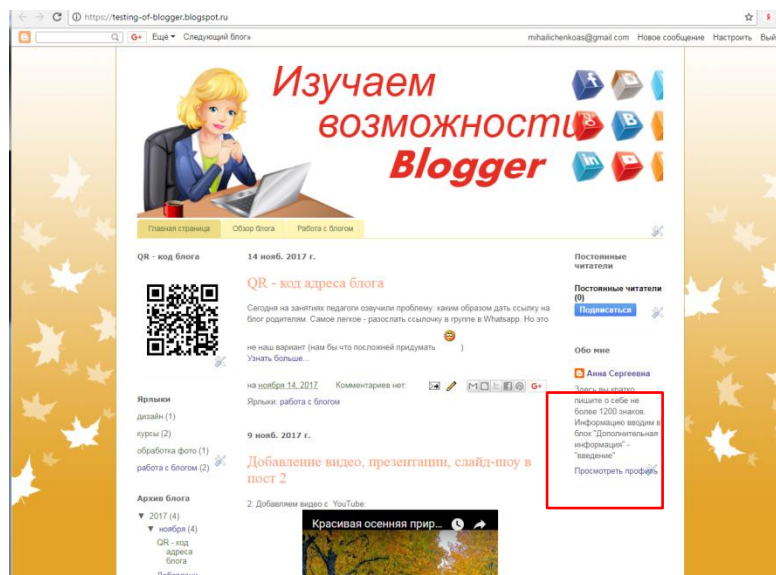 https://testing-of-blogger.blogspot.ru
G+ Ещё Следующий блог»
mihailichenkoas@gmail.com Новое сообщение Настроить Вый
Изучаем
возможности
Blogger
Главная страница Обзор блога Работа с блогом
QR - код блога
Ярлыки
дизайн (1)
курсы (2)
обработка фото (1)
работа с блогом (2)
Архив блога
▼ 2017 (4)
▼ ноября (4)
QR - код
адреса
блога
14 нояб. 2017 г.
QR - код адреса блога
Сегодня на занятиях педагоги озвучили проблему: каким образом дать ссылку на
блог родителям. Самое легкое - разослать ссылочку в группе в Whatsapp. Но это
не наш вариант (нам бы что посложней придумать )
Узнать больше...
на ноября 14, 2017 Комментариев нет:
G+
Ярлыки: работа с блогом
9 нояб. 2017 г.
Добавление видео, презентации, слайд-шоу в
пост 2
2. Добавляем видео с YouTube:
Красивая осенняя прир...
Постоянные
читатели
Постоянные читатели
(0)
Подписаться
Обо мне
Анна Сергеевна
Здесь вы кратко
пишите о себе не
более 1200 знаков.
Информацию вводим в
блок "Дополнительная
информация" -
"введение"
Просмотреть профиль